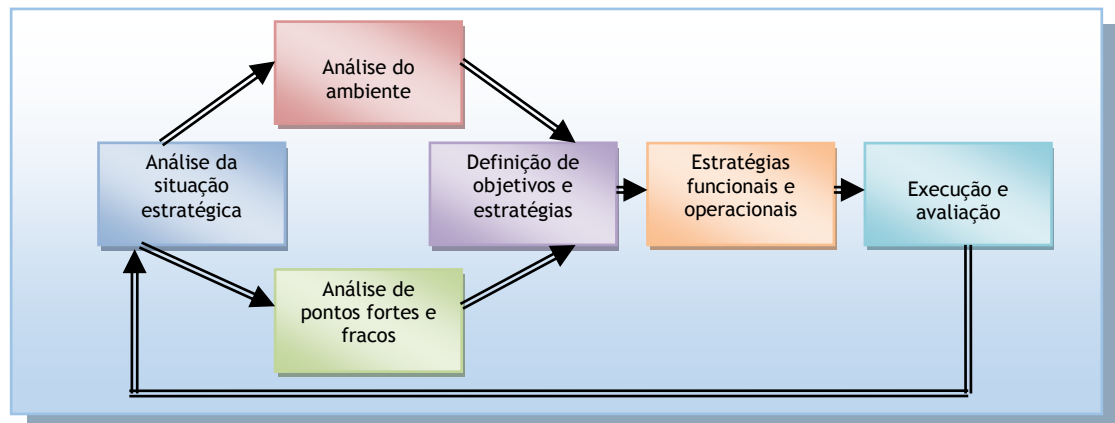 Análise do
ambiente
Análise da
situação
estratégica
Definição de
objetivos e
estratégias
Estratégias
funcionais e
operacionais
Execução e
avaliação
Análise de
pontos fortes e
fracos